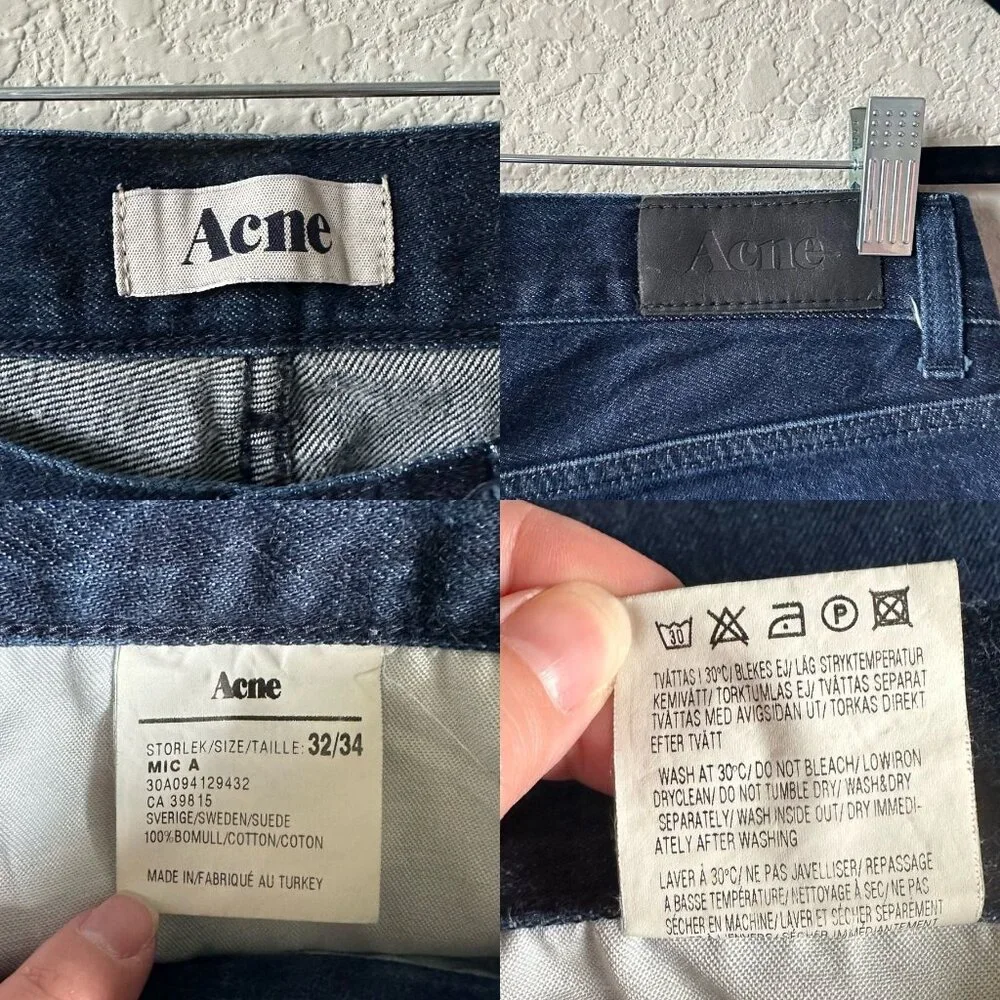 Acne
Acne
Acne
STORLEK/SIZE/TAILLE: 32/34
MIC A
30A094129432
CA 39815
SVERIGE/SWEDEN/SUEDE
100%BOMULL/COTTON/COTON
MADE IN/FABRIQUÉ AU TURKEY
30
P
TVÄTTAS I 30°C/ BLEKES EJ/ LÅG STRYKTEMPERATUR
KEMIVÄTT/ TORKTUMLAS EJ/ TVÄTTAS SEPARAT
TVÄTTAS MED AVIGSIDAN UT/ TORKAS DIREKT
EFTER TVÄTT
WASH AT 30°C/ DO NOT BLEACH/ LOW IRON
DRYCLEAN/ DO NOT TUMBLE DRY/ WASH&DRY
SEPARATELY/ WASH INSIDE OUT/ DRY IMMEDI-
ATELY AFTER WASHING
LAVER À 30°C/ NE PAS JAVELLISER/ REPASSAGE
A BASSE TEMPÉRATURE/ NETTOYAGE À SEC/ NE PAS
SÉCHER EN MACHINE/ LAVER ET SÉCHER SÉPARÉMENT